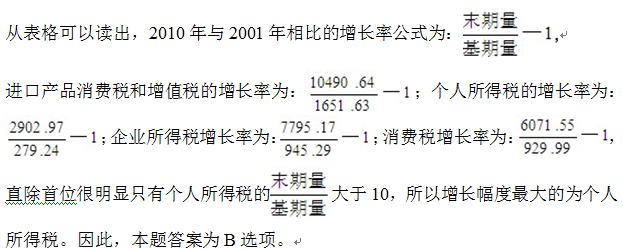 从表格可以读出，2010 年与 2001 年相比的增长率公式为：末期量/基期量—1,
进口产品消费税和增值税的增长率为：10490 .64/1651 .63—1；个人所得税的增长率为：
2902 .97/279 .24—1；企业所得税增长率为：7795 .17/945 .29—1；消费税增长率为：6071 .55/929 .99—1，
直除首位很明显只有个人所得税的末期量/基期量大于 10，所以增长幅度最大的为个人
所得税。因此，本题答案为 B 选项。